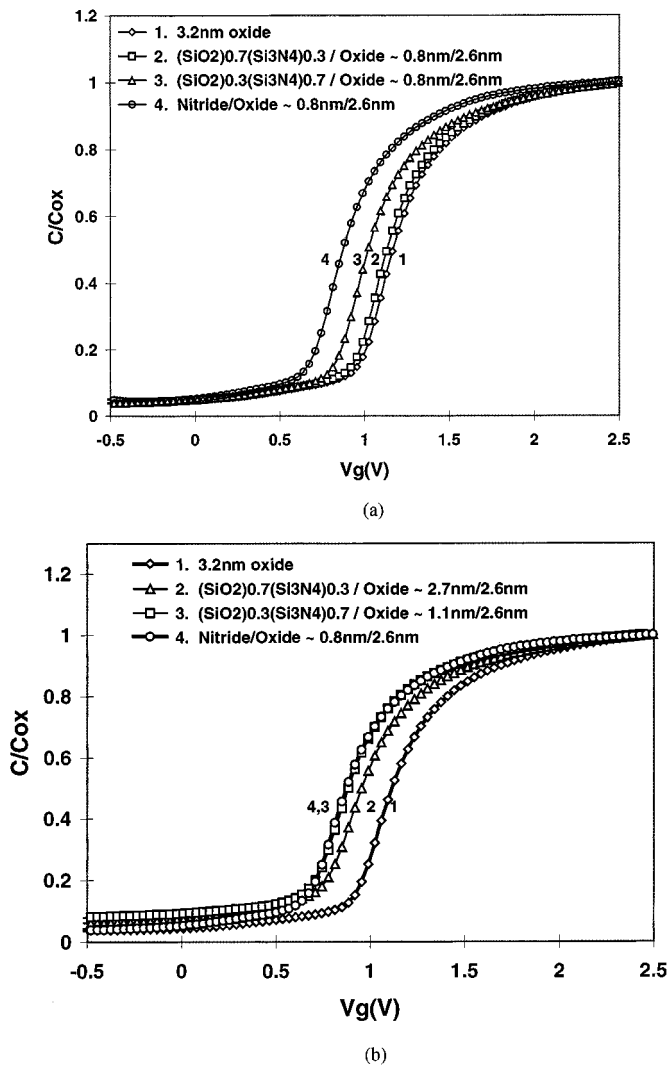 1.2
1. 3.2nm oxide
2. (SiO2)0.7(Si3N4)0.3 / Oxide ~ 0.8nm/2.6nm
3. (SiO2)0.3(Si3N4)0.7 / Oxide ~ 0.8nm/2.6nm
4. Nitride/Oxide ~ 0.8nm/2.6nm
1
0.8
0.6
0.4
0.2
0
C/Cox
4 3 2 1
-0.5 0 0.5 1 1.5 2 2.5
Vg(V)
(a)
1. 3.2nm oxide
2. (SiO2)0.7(SI3N4)0.3 / Oxide ~ 2.7nm/2.6nm
3. (SiO2)0.3(Si3N4)0.7 / Oxide ~ 1.1nm/2.6nm
4. Nitride/Oxide ~ 0.8nm/2.6nm
1.2
1
0.8
0.6
0.4
0.2
0
C/Cox
4,3 2 1
-0.5 0 0.5 1 1.5 2 2.5
Vg(V)
(b)